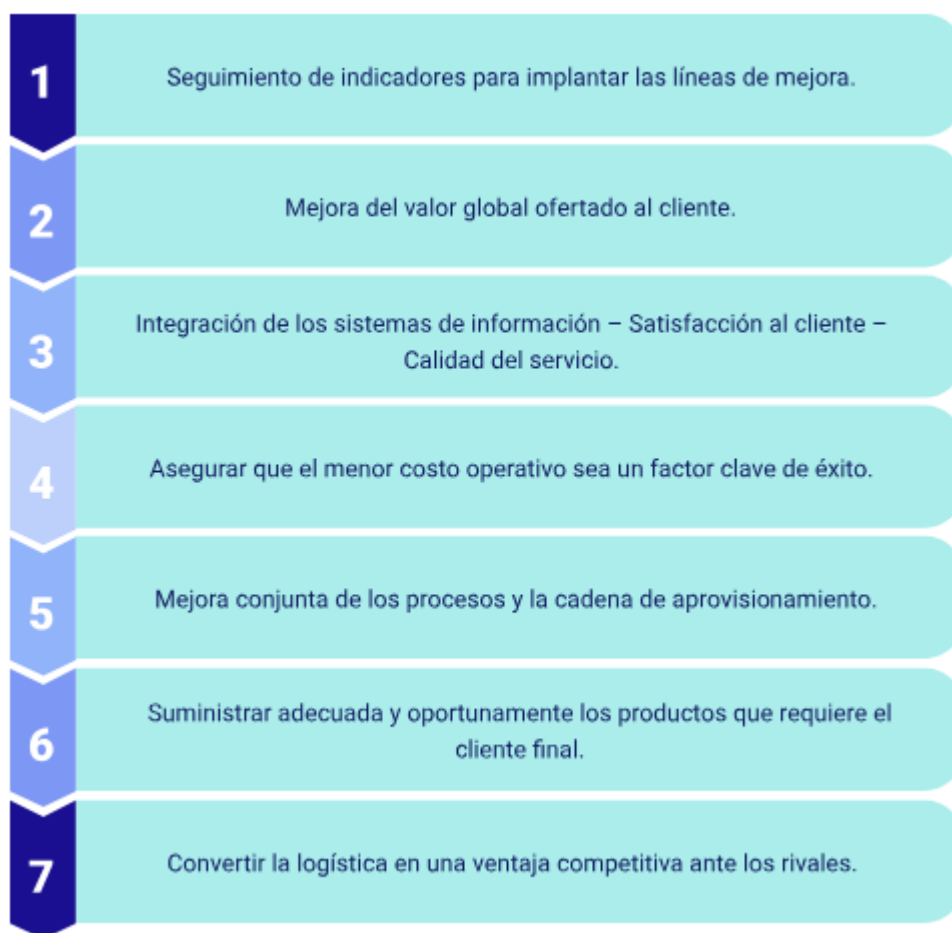 1
Seguimiento de indicadores para implantar las líneas de mejora.
2
Mejora del valor global ofertado al cliente.
3
Integración de los sistemas de información – Satisfacción al cliente –
Calidad del servicio.
4
Asegurar que el menor costo operativo sea un factor clave de éxito.
5
Mejora conjunta de los procesos y la cadena de aprovisionamiento.
6
Suministrar adecuada y oportunamente los productos que requiere el
cliente final.
7
Convertir la logística en una ventaja competitiva ante los rivales.